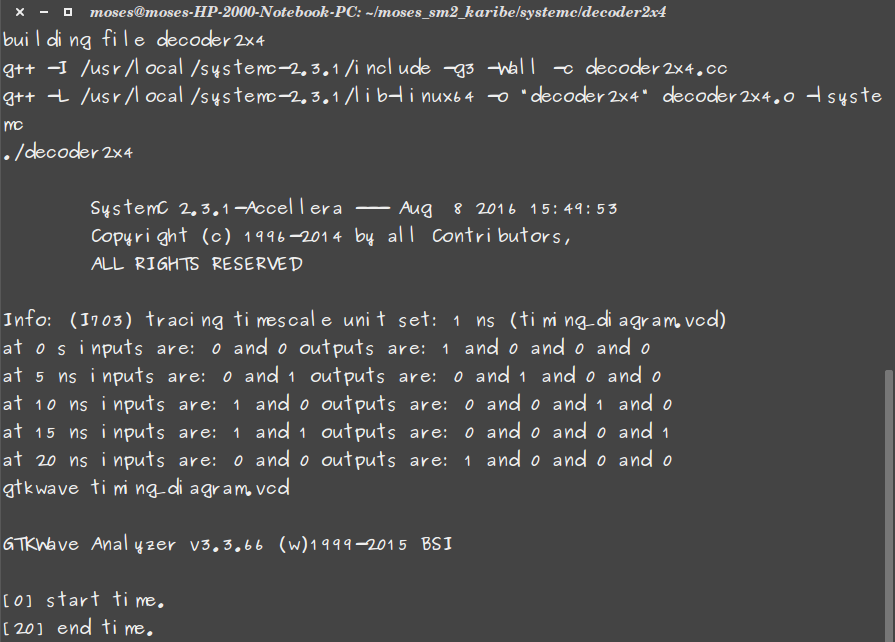 moses@moses-HP-2000-Notebook-PC: ~/moses_sm2_karibe/systemc/decoder2x4
building file decoder2x4
g++ -I /usr/local/systemc-2.3.1/include -g3 -Wall -c decoder2x4.cc
g++ -L /usr/local/systemc-2.3.1/lib-linux64 -o "decoder2x4" decoder2x4.o -lsyste
mc
./decoder2x4
SystemC 2.3.1-Accellera --- Aug  8 2016 15:49:53
Copyright (c) 1996-2014 by all Contributors,
ALL RIGHTS RESERVED
Info: (I703) tracing timescale unit set: 1 ns (timing_diagram.vcd)
at 0 s inputs are: 0 and 0 outputs are: 1 and 0 and 0 and 0
at 5 ns inputs are: 0 and 1 outputs are: 0 and 1 and 0 and 0
at 10 ns inputs are: 1 and 0 outputs are: 0 and 0 and 1 and 0
at 15 ns inputs are: 1 and 1 outputs are: 0 and 0 and 0 and 1
at 20 ns inputs are: 0 and 0 outputs are: 1 and 0 and 0 and 0
gtkwave timing_diagram.vcd
GTKWave Analyzer v3.3.66 (w)1999-2015 BSI
[0] start time.
[20] end time.